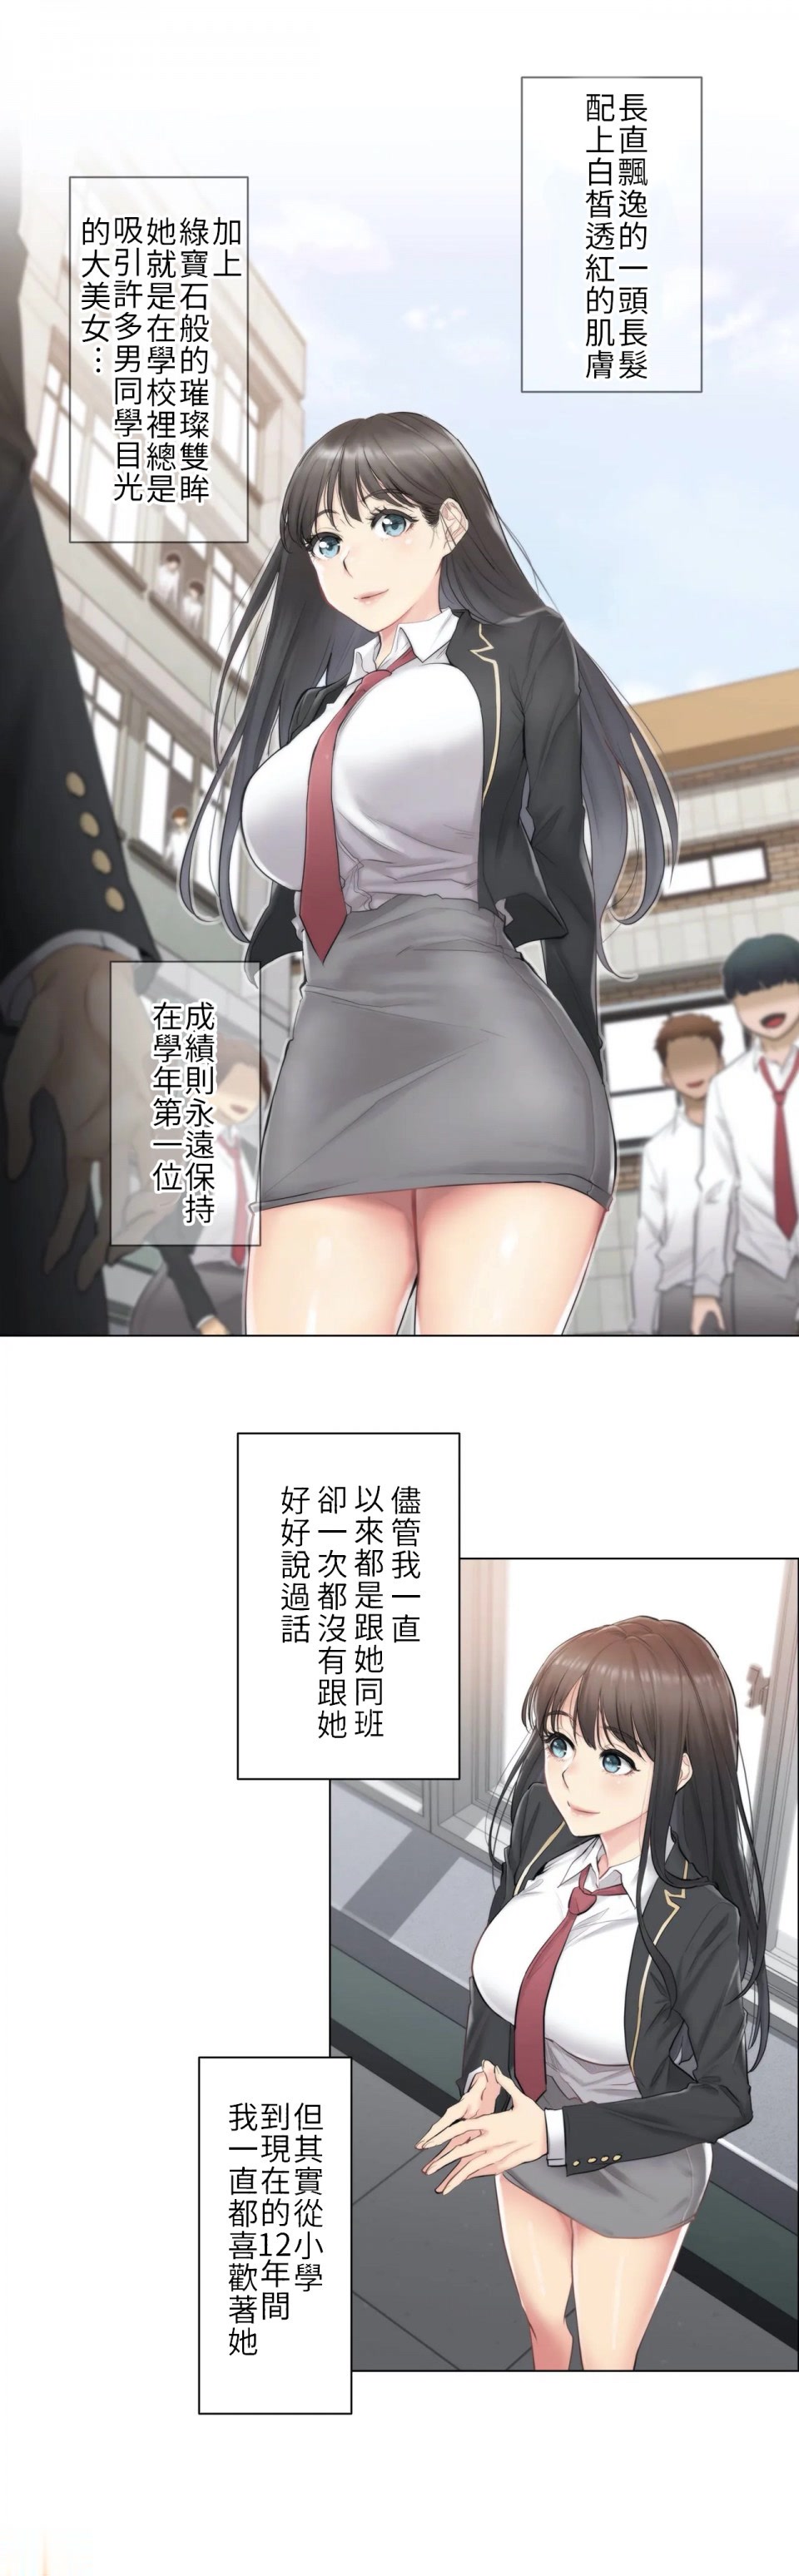 長直飄逸的一頭長髮
配上白皙透紅的肌膚
加上
綠寶石般的璀璨雙眸
她就是在學校裡總是
吸引許多男同學目光
的大美女…
成績則永遠保持
在學年第一位
儘管我一直
以來都是跟她同班
卻一次都沒有跟她
好好說過話
但其實從小學
到現在的12年間
我一直都喜歡著她